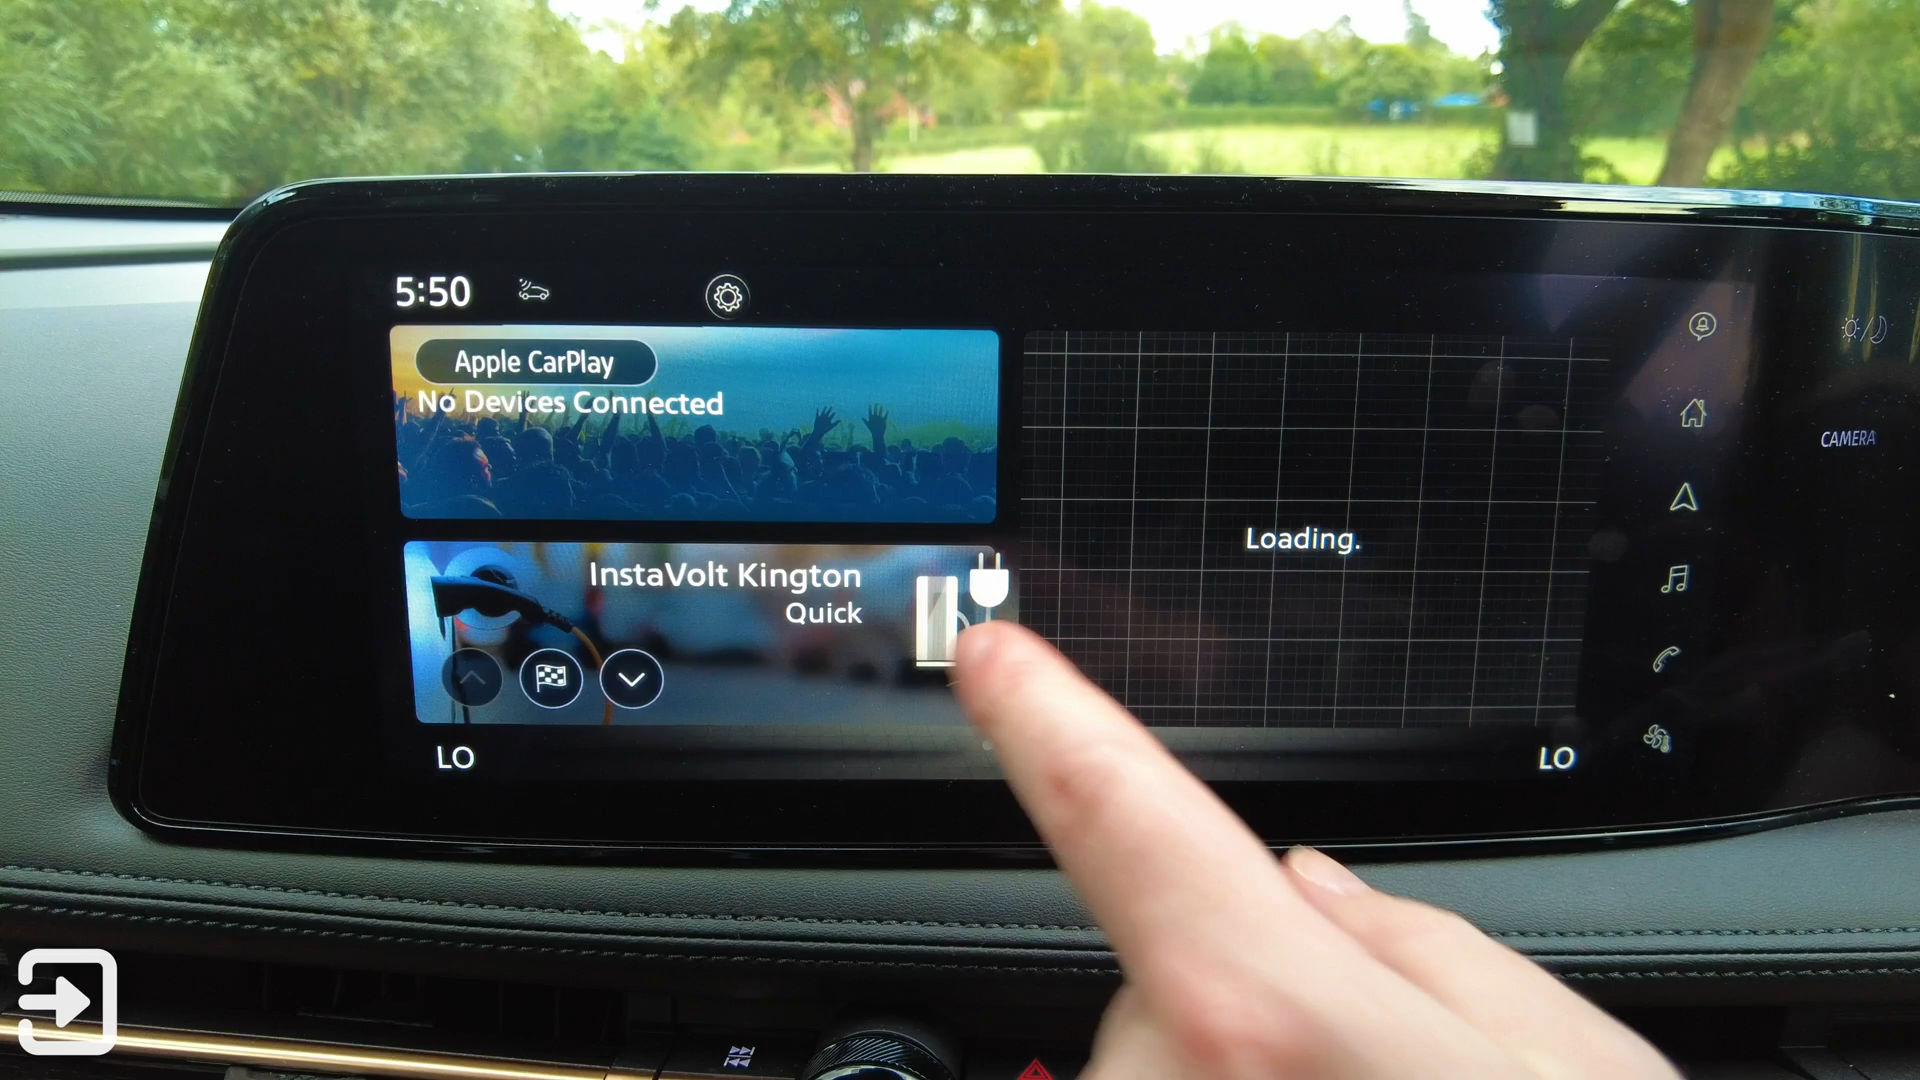 5:50
Apple CarPlay
No Devices Connected
InstaVolt Kington
Quick
Loading.
CAMERA
LO
LO